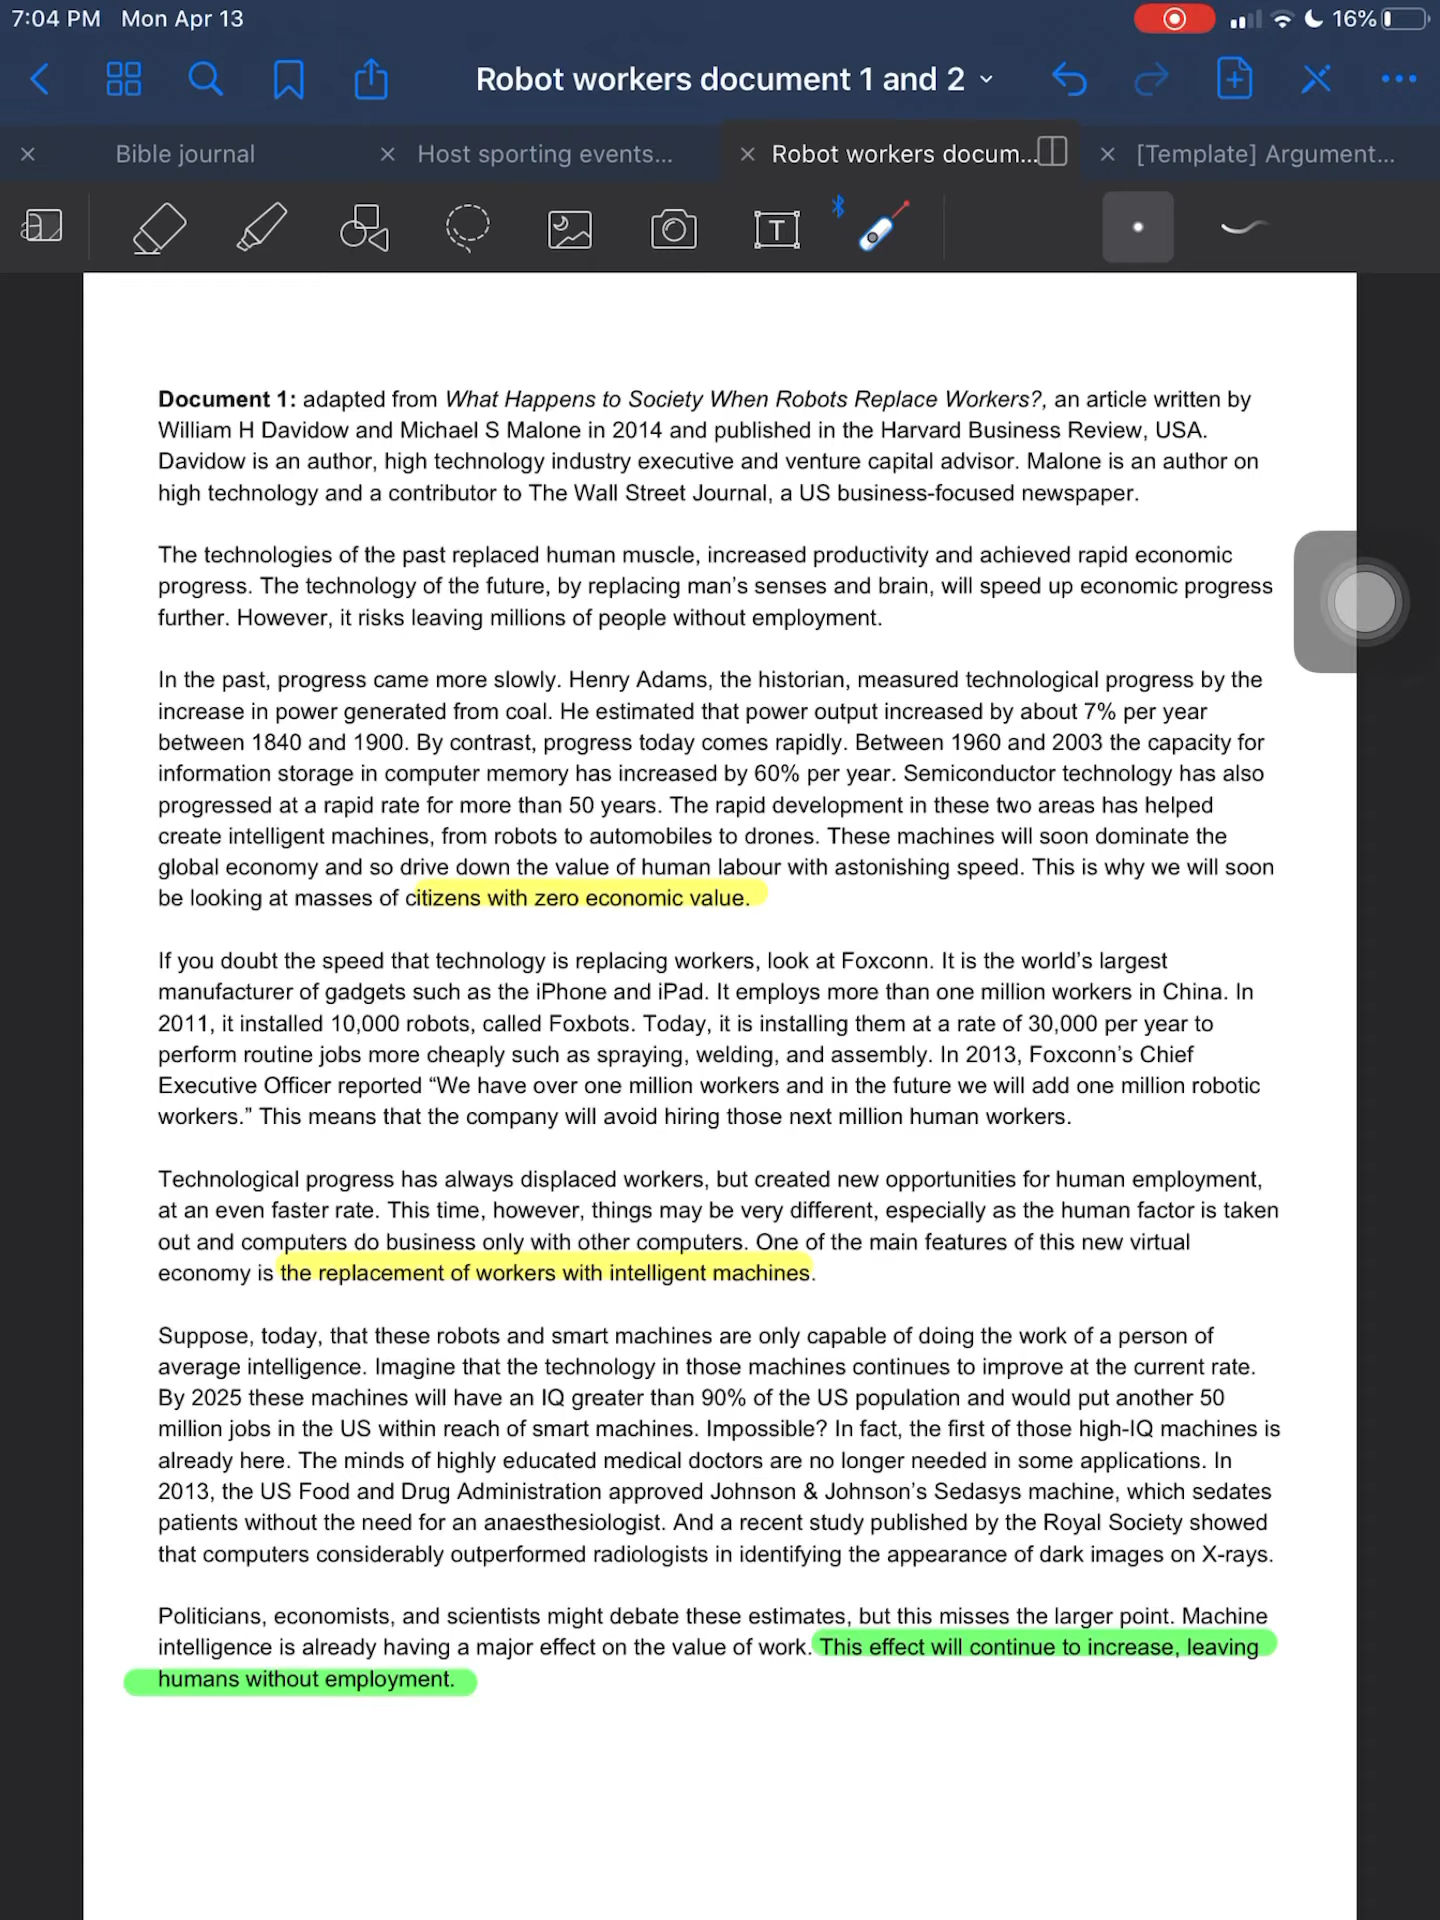 7:04 PM Mon Apr 13 16%
Robot workers document 1 and 2
Bible journal Host sporting events... Robot workers docum... [Template] Argument...
T
Document 1: adapted from What Happens to Society When Robots Replace Workers?, an article written by
William H Davidow and Michael S Malone in 2014 and published in the Harvard Business Review, USA.
Davidow is an author, high technology industry executive and venture capital advisor. Malone is an author on
high technology and a contributor to The Wall Street Journal, a US business-focused newspaper.
The technologies of the past replaced human muscle, increased productivity and achieved rapid economic
progress. The technology of the future, by replacing man’s senses and brain, will speed up economic progress
further. However, it risks leaving millions of people without employment.
In the past, progress came more slowly. Henry Adams, the historian, measured technological progress by the
increase in power generated from coal. He estimated that power output increased by about 7% per year
between 1840 and 1900. By contrast, progress today comes rapidly. Between 1960 and 2003 the capacity for
information storage in computer memory has increased by 60% per year. Semiconductor technology has also
progressed at a rapid rate for more than 50 years. The rapid development in these two areas has helped
create intelligent machines, from robots to automobiles to drones. These machines will soon dominate the
global economy and so drive down the value of human labour with astonishing speed. This is why we will soon
be looking at masses of citizens with zero economic value.
If you doubt the speed that technology is replacing workers, look at Foxconn. It is the world’s largest
manufacturer of gadgets such as the iPhone and iPad. It employs more than one million workers in China. In
2011, it installed 10,000 robots, called Foxbots. Today, it is installing them at a rate of 30,000 per year to
perform routine jobs more cheaply such as spraying, welding, and assembly. In 2013, Foxconn’s Chief
Executive Officer reported “We have over one million workers and in the future we will add one million robotic
workers.” This means that the company will avoid hiring those next million human workers.
Technological progress has always displaced workers, but created new opportunities for human employment,
at an even faster rate. This time, however, things may be very different, especially as the human factor is taken
out and computers do business only with other computers. One of the main features of this new virtual
economy is the replacement of workers with intelligent machines.
Suppose, today, that these robots and smart machines are only capable of doing the work of a person of
average intelligence. Imagine that the technology in those machines continues to improve at the current rate.
By 2025 these machines will have an IQ greater than 90% of the US population and would put another 50
million jobs in the US within reach of smart machines. Impossible? In fact, the first of those high-IQ machines is
already here. The minds of highly educated medical doctors are no longer needed in some applications. In
2013, the US Food and Drug Administration approved Johnson & Johnson’s Sedasys machine, which sedates
patients without the need for an anaesthesiologist. And a recent study published by the Royal Society showed
that computers considerably outperformed radiologists in identifying the appearance of dark images on X-rays.
Politicians, economists, and scientists might debate these estimates, but this misses the larger point. Machine
intelligence is already having a major effect on the value of work. This effect will continue to increase, leaving
humans without employment.